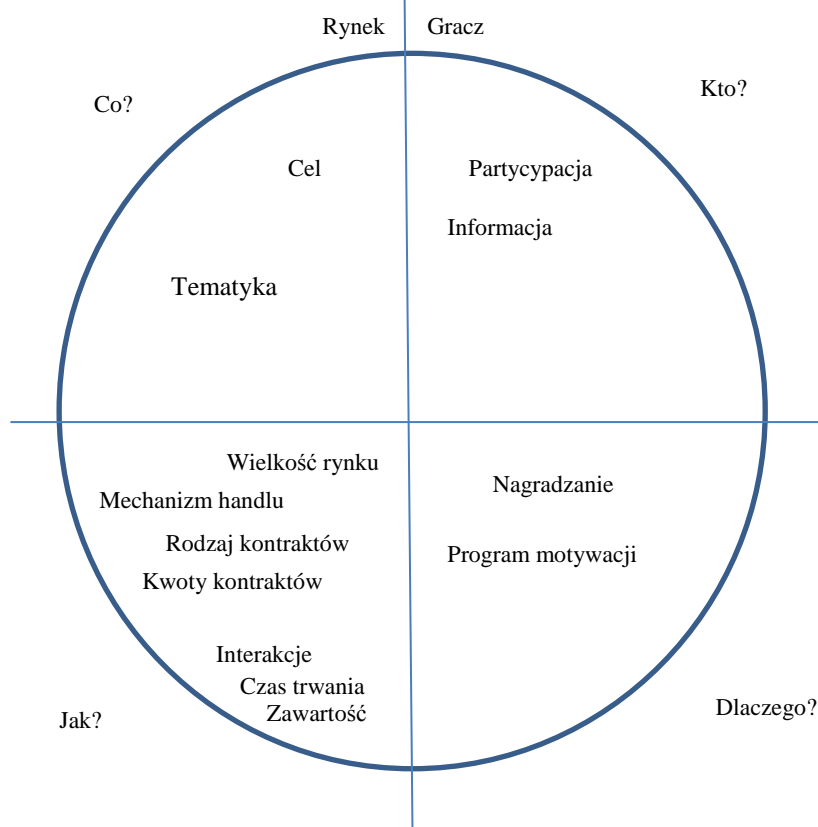 Rynek Gracz
Co?
Kto?
Cel
Partycypacja
Informacja
Tematyka
Wielkość rynku
Mechanizm handlu
Rodzaj kontraktów
Kwoty kontraktów
Nagradzanie
Program motywacji
Interakcje
Czas trwania
Zawartość
Jak?
Dlaczego?